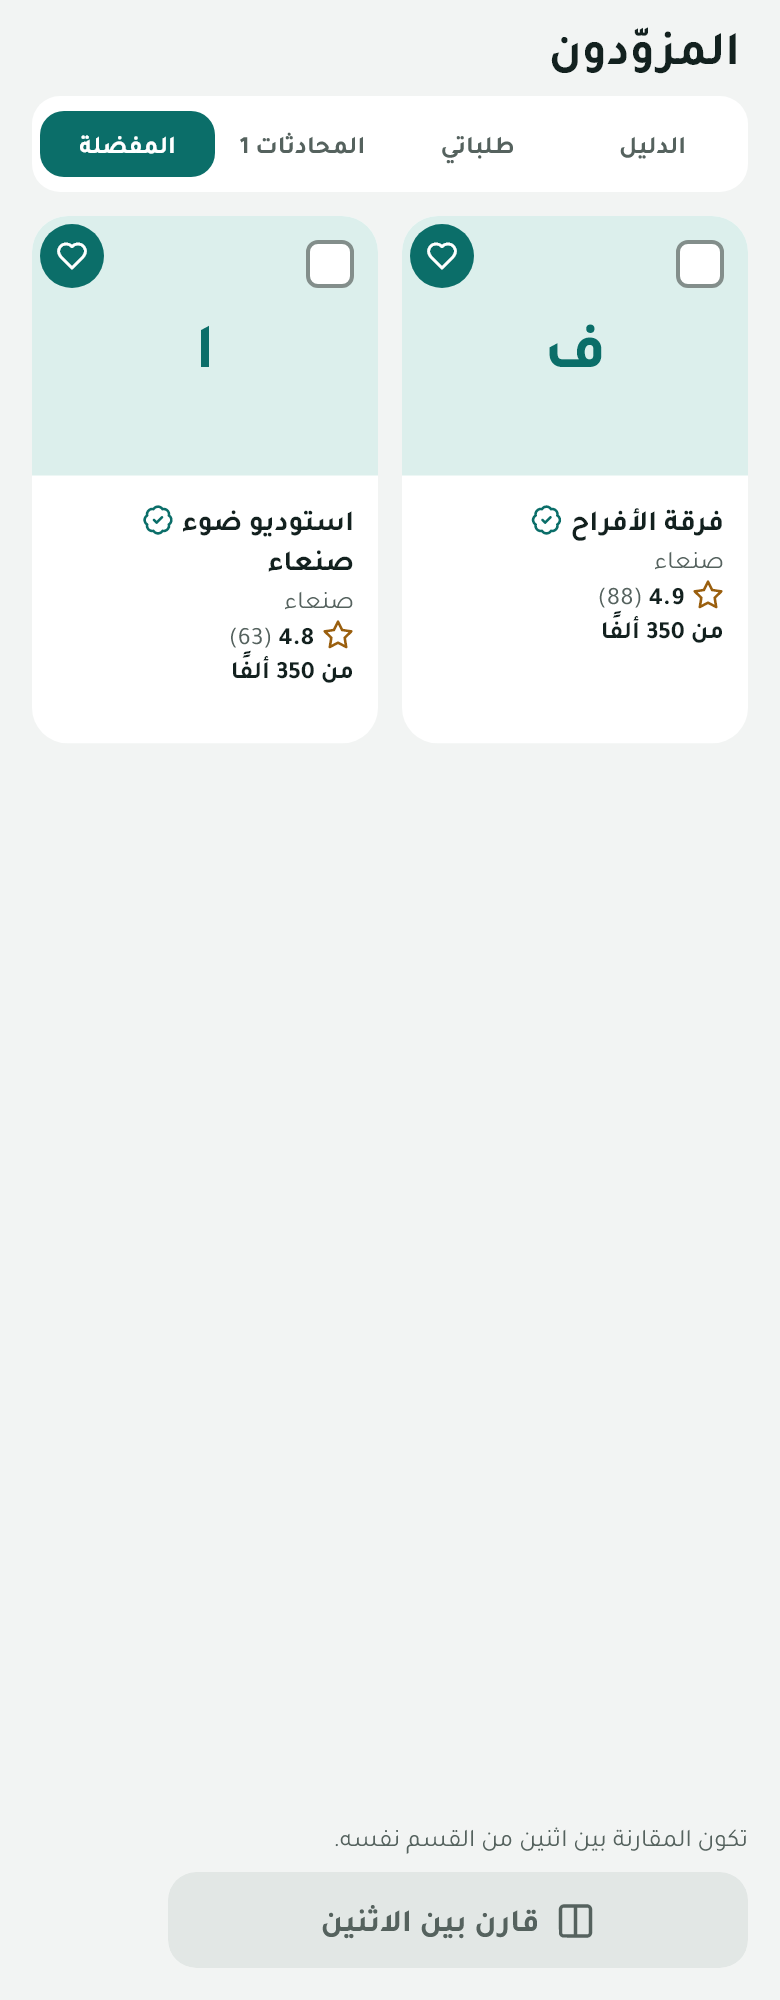 المزوّدون
الدليل
طلباتي
المحادثات 1
المفضلة
ف
فرقة الأفراح
صنعاء
4.9 (88)
من 350 ألفًا
ا
استوديو ضوء
صنعاء
صنعاء
4.8 (63)
من 350 ألفًا
تكون المقارنة بين اثنين من القسم نفسه.
قارن بين الاثنين